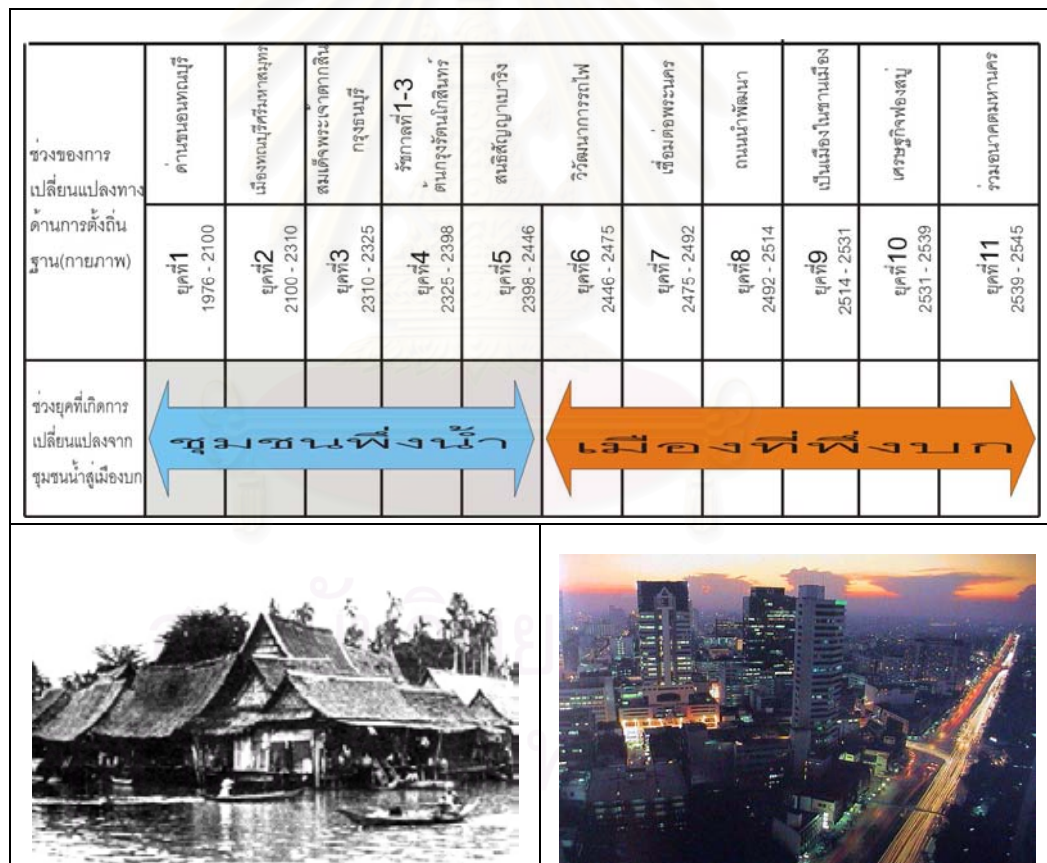 ช่วงของการ
เปลี่ยนแปลงทาง
ด้านการตั้งถิ่น
ฐาน(กายภาพ)
ด่านขนอนทณบุรี
เมืองทณบุรีศรีมหาสมุทร
สมเด็จพระเจ้าตากสิน
กรุงธนบุรี
รัชกาลที่1-3
ต้นกรุงรัตนโกสินทร์
สนธิสัญญาเบาริง
วิวัฒนาการรถไฟ
เชื่อมต่อพระนคร
ถนนนำพัฒนา
เป็นเมืองในชานเมือง
เศรษฐกิจฟองสบู่
ร่วมอนาคตมหานคร
ยุคที่1
1976 - 2100
ยุคที่2
2100 - 2310
ยุคที่3
2310 - 2325
ยุคที่4
2325 - 2398
ยุคที่5
2398 - 2446
ยุคที่6
2446 - 2475
ยุคที่7
2475 - 2492
ยุคที่8
2492 - 2514
ยุคที่9
2514 - 2531
ยุคที่10
2531 - 2539
ยุคที่11
2539 - 2545
ช่วงยุคที่เกิดการ
เปลี่ยนแปลงจาก
ชุมชนน้ำสู่เมืองบก
ชุมชนพึ่งน้ำ
เมืองที่พึ่งบก